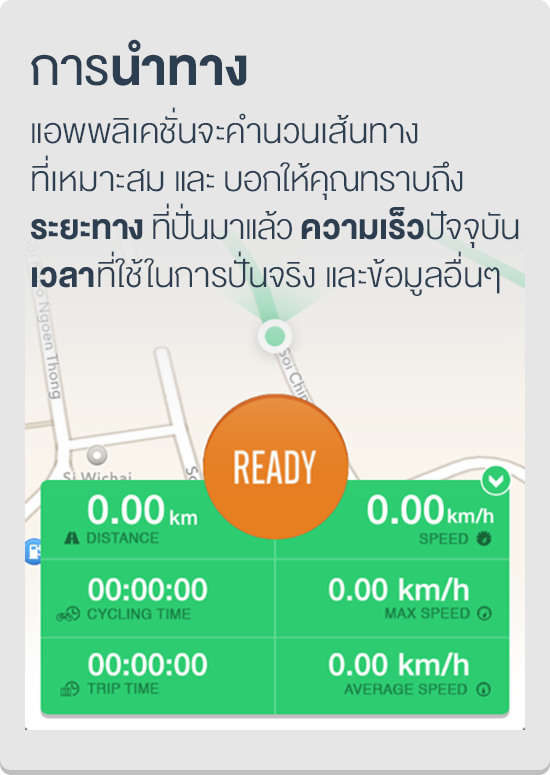 การนำทาง
แอพพลิเคชั่นจะคำนวนเส้นทาง
ที่เหมาะสม และ บอกให้คุณทราบถึง
ระยะทาง ที่ปั่นมาแล้ว ความเร็วปัจจุบัน
เวลาที่ใช้ในการปั่นจริง และข้อมูลอื่นๆ
Ngoen Thong
Soi Chin
Si Wichai
READY
0.00 km
DISTANCE
0.00 km/h
SPEED
00:00:00
CYCLING TIME
0.00 km/h
MAX SPEED
00:00:00
TRIP TIME
0.00 km/h
AVERAGE SPEED